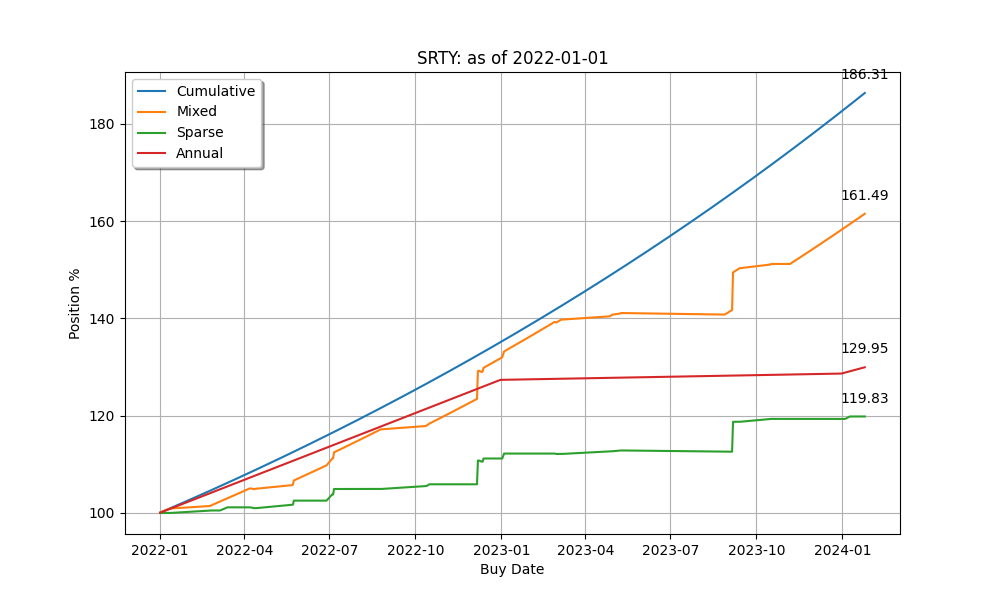 SRTY: as of 2022-01-01
Cumulative
Mixed
Sparse
Annual
186.31
161.49
129.95
119.83
180
160
140
120
100
Position %
2022-01 2022-04 2022-07 2022-10 2023-01 2023-04 2023-07 2023-10 2024-01
Buy Date